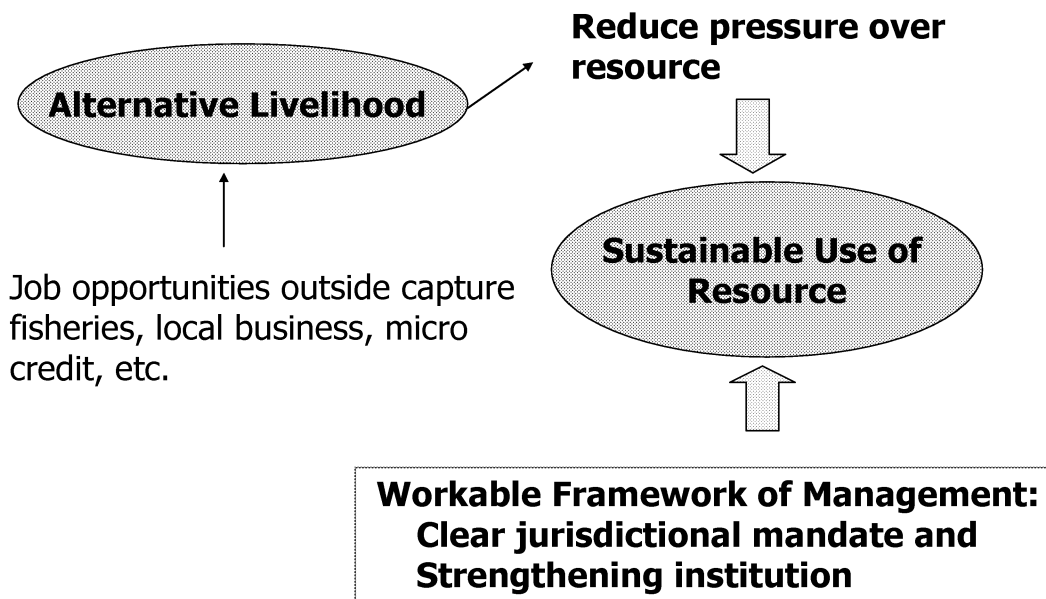 Reduce pressure over
resource
Alternative Livelihood
Sustainable Use of
Resource
Job opportunities outside capture
fisheries, local business, micro
credit, etc.
Workable Framework of Management:
Clear jurisdictional mandate and
Strengthening institution